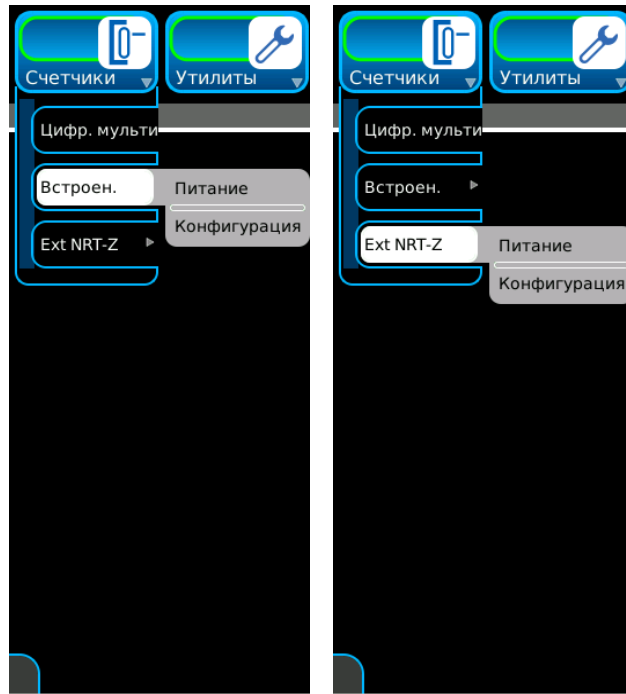 Счетчики
Утилиты
Цифр. мульти
Встроен.
Питание
Конфигурация
Ext NRT-Z
Счетчики
Утилиты
Цифр. мульти
Встроен.
Ext NRT-Z
Питание
Конфигурация